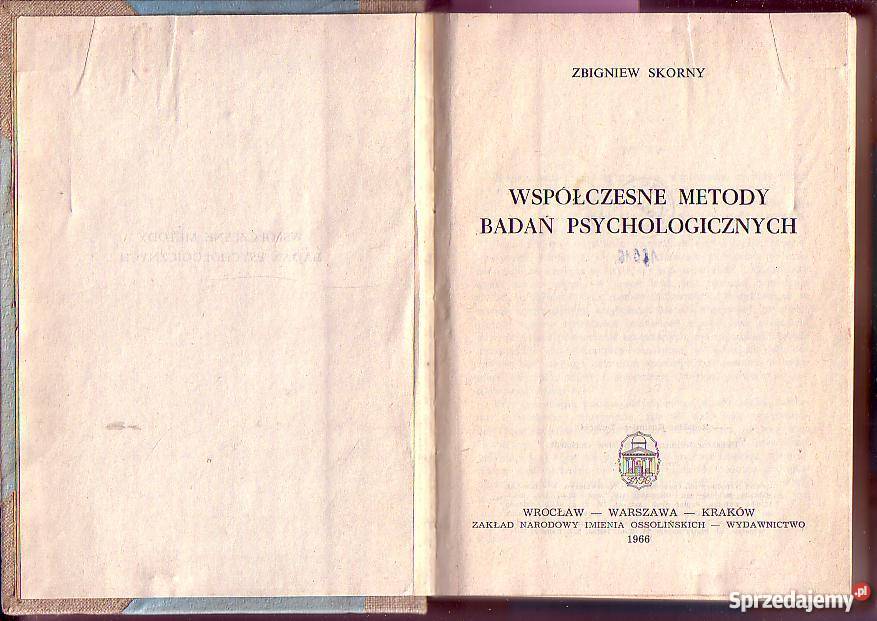 ZBIGNIEW SKORNY
WSPÓŁCZESNE METODY
BADAŃ PSYCHOLOGICZNYCH
WROCŁAW — WARSZAWA — KRAKÓW
ZAKŁAD NARODOWY IMIENIA OSSOLIŃSKICH — WYDAWNICTWO
1966
Sprzedajemy.pl